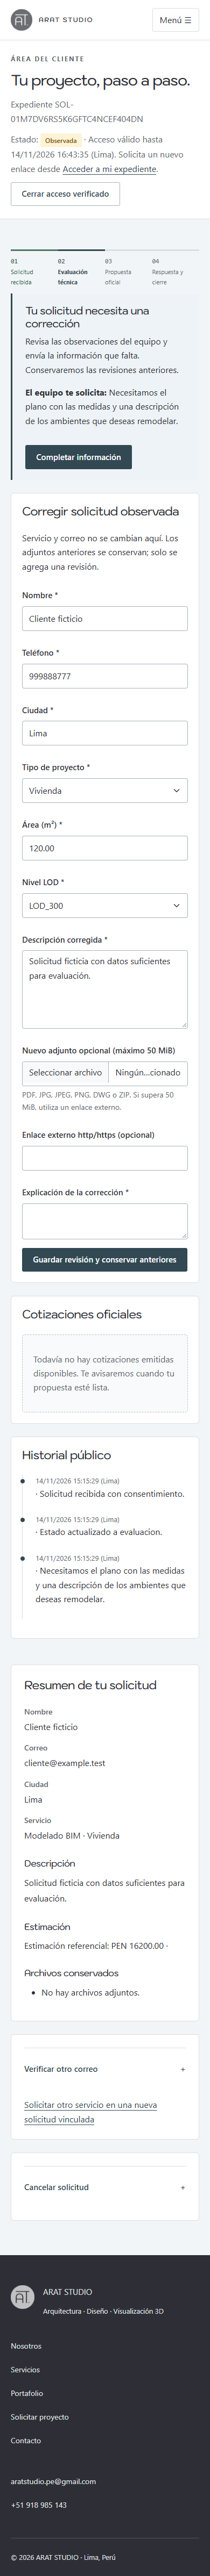 ARAT STUDIO
Menú ☰
ÁREA DEL CLIENTE
Tu proyecto, paso a paso.
Expediente SOL-
01M7DV6RS5K6GFTC4NCEF404DN
Estado: Observada · Acceso válido hasta
14/11/2026 16:43:35 (Lima). Solicita un nuevo
enlace desde Acceder a mi expediente.
Cerrar acceso verificado
01 02 03 04
Solicitud recibida
Evaluación técnica
Propuesta oficial
Respuesta y cierre
Tu solicitud necesita una
corrección
Revisa las observaciones del equipo y
envía la información que falta.
Conservaremos las revisiones anteriores.
El equipo te solicita: Necesitamos el
plano con las medidas y una descripción
de los ambientes que deseas remodelar.
Completar información
Corregir solicitud observada
Servicio y correo no se cambian aquí. Los
adjuntos anteriores se conservan; solo se
agrega una revisión.
Nombre *
Cliente ficticio
Teléfono *
999888777
Ciudad *
Lima
Tipo de proyecto *
Vivienda
Área (m²) *
120.00
Nivel LOD *
LOD_300
Descripción corregida *
Solicitud ficticia con datos suficientes
para evaluación.
Nuevo adjunto opcional (máximo 50 MiB)
Seleccionar archivo Ningún...cionado
PDF, JPG, JPEG, PNG, DWG o ZIP. Si supera 50
MiB, utiliza un enlace externo.
Enlace externo http/https (opcional)
Explicación de la corrección *
Guardar revisión y conservar anteriores
Cotizaciones oficiales
Todavía no hay cotizaciones emitidas
disponibles. Te avisaremos cuando tu
propuesta esté lista.
Historial público
14/11/2026 15:15:29 (Lima)
· Solicitud recibida con consentimiento.
14/11/2026 15:15:29 (Lima)
· Estado actualizado a evaluacion.
14/11/2026 15:15:29 (Lima)
· Necesitamos el plano con las medidas
y una descripción de los ambientes que
deseas remodelar.
Resumen de tu solicitud
Nombre
Cliente ficticio
Correo
cliente@example.test
Ciudad
Lima
Servicio
Modelado BIM · Vivienda
Descripción
Solicitud ficticia con datos suficientes para
evaluación.
Estimación
Estimación referencial: PEN 16200.00 ·
Archivos conservados
• No hay archivos adjuntos.
Verificar otro correo +
Solicitar otro servicio en una nueva
solicitud vinculada
Cancelar solicitud +
ARAT STUDIO
Arquitectura · Diseño · Visualización 3D
Nosotros
Servicios
Portafolio
Solicitar proyecto
Contacto
aratstudio.pe@gmail.com
+51 918 985 143
© 2026 ARAT STUDIO · Lima, Perú